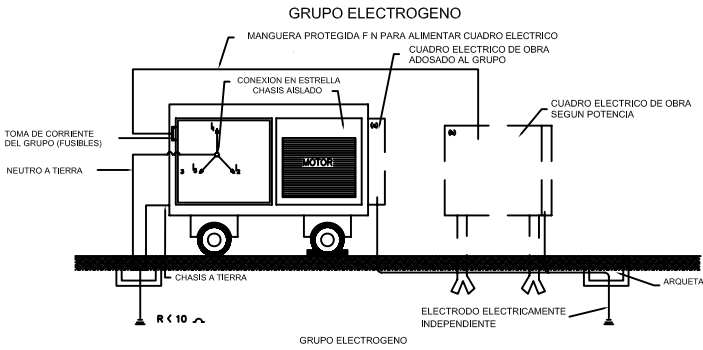 GRUPO ELECTROGENO
MANGUERA PROTEGIDA F N PARA ALIMENTAR CUADRO ELECTRICO
CUADRO ELECTRICO DE OBRA
ADOSADO AL GRUPO
CONEXION EN ESTRELLA
CHASIS AISLADO
CUADRO ELECTRICO DE OBRA
SEGUN POTENCIA
TOMA DE CORRIENTE
DEL GRUPO (FUSIBLES)
NEUTRO A TIERRA
3
MOTOR
CHASIS A TIERRA
ARQUETA
ELECTRODO ELECTRICAMENTE
INDEPENDIENTE
R < 10
GRUPO ELECTROGENO